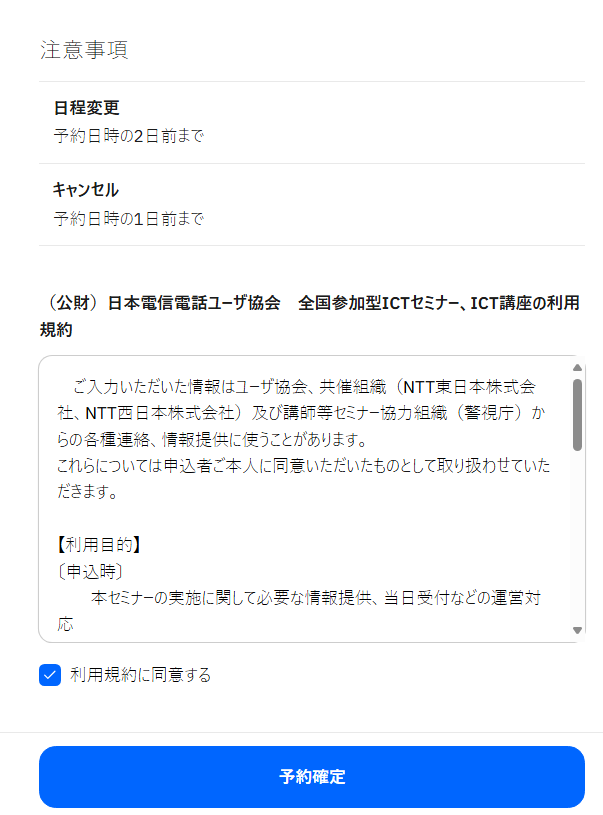 注意事項
日程変更
予約日時の2日前まで
キャンセル
予約日時の1日前まで
（公財）日本電信電話ユーザ協会　全国参加型ICTセミナー、ICT講座の利用
規約
　ご入力いただいた情報はユーザ協会、共催組織（NTT東日本株式会
社、NTT西日本株式会社）及び講師等セミナー協力組織（警視庁）か
らの各種連絡、情報提供に使うことがあります。
これらについては申込者ご本人に同意いただいたものとして取り扱わせていた
だきます。
【利用目的】
〔申込時〕
　　本セミナーの実施に関して必要な情報提供、当日受付などの運営対
応
利用規約に同意する
予約確定